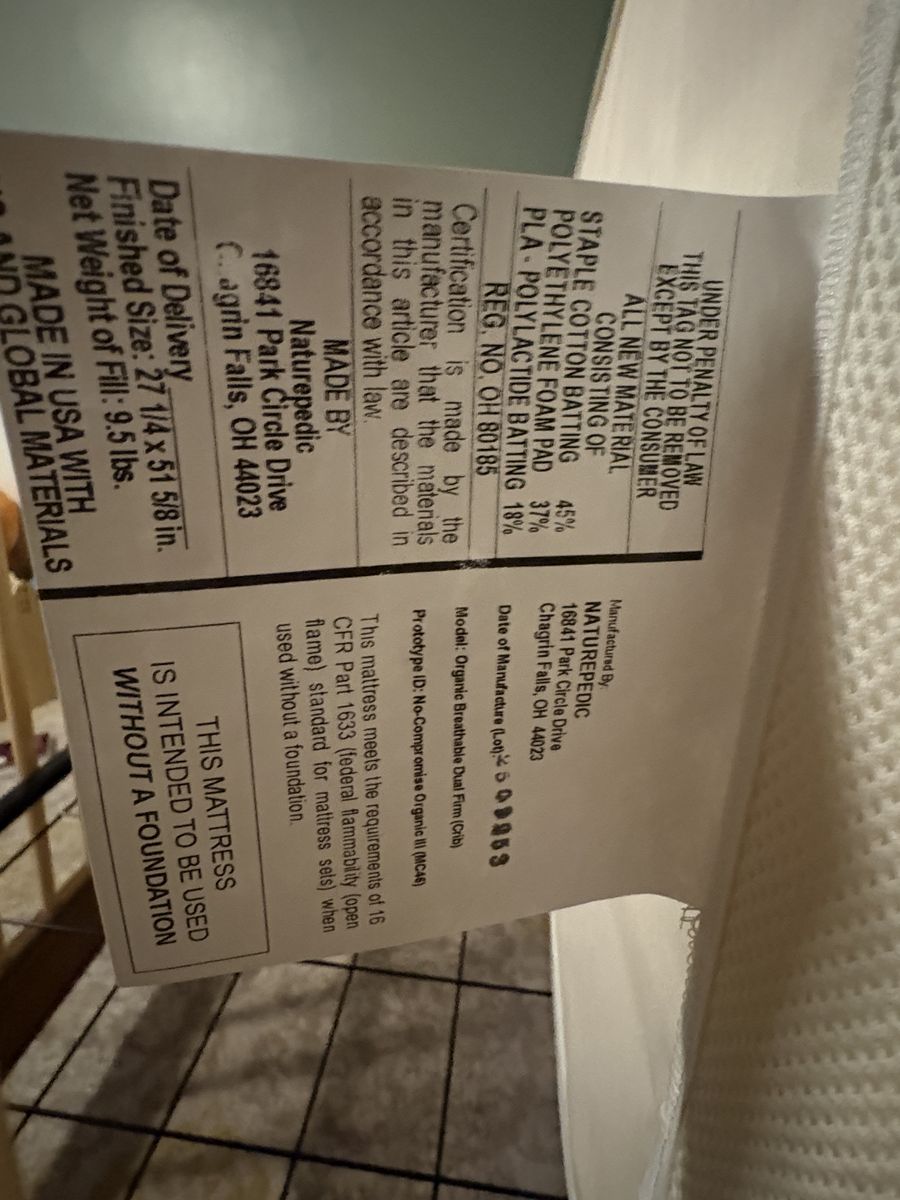 UNDER PENALTY OF LAW
THIS TAG NOT TO BE REMOVED
EXCEPT BY THE CONSUMER
ALL NEW MATERIAL
CONSISTING OF
STAPLE COTTON BATTING 45%
POLYETHYLENE FOAM PAD 37%
PLA - POLYLACTIDE BATTING 18%
REG. NO. OH 80185
Certification is made by the
manufacturer that the materials
in this article are described in
accordance with law.
MADE BY
Naturepedic
16841 Park Circle Drive
Falls, OH 44023
Date of Delivery
Finished Size: 27 1/4 x 51 5/8 in.
Net Weight of Fill: 9.5 lbs.
MADE IN USA WITH
AND GLOBAL MATERIALS
Manufactured By:
NATUREPEDIC
16841 Park Circle Drive
Chagrin Falls, OH 44023
Date of Manufacture (Lot):
Model: Organic Breathable Dual Firm (Crib)
Prototype ID: No-Compromise Organic III (MC46)
This mattress meets the requirements of 16
CFR Part 1633 (federal flammability (open
flame) standard for mattress sets) when
used without a foundation.
THIS MATTRESS
IS INTENDED TO BE USED
WITHOUT A FOUNDATION